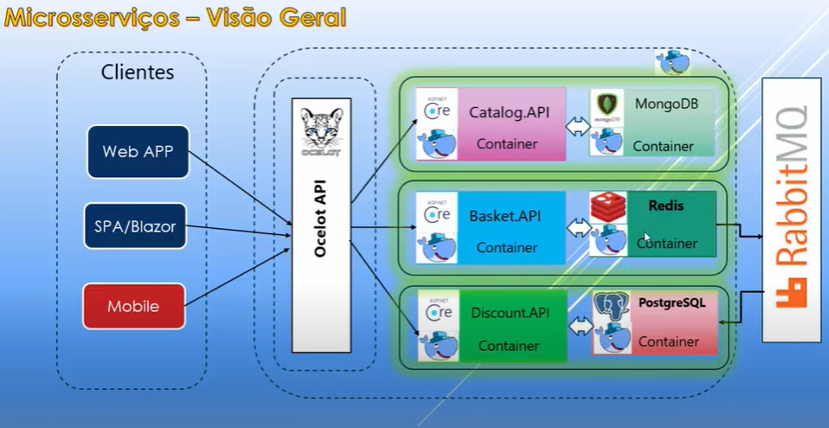 Microsserviços – Visão Geral
Clientes
Web APP
SPA/Blazor
Mobile
OCELOT
Ocelot API
ASP.NET
Core
Catalog.API
Container
mongoDB
MongoDB
Container
ASP.NET
Core
Basket.API
Container
Redis
Container
ASP.NET
Core
Discount.API
Container
PostgreSQL
Container
RabbitMQ